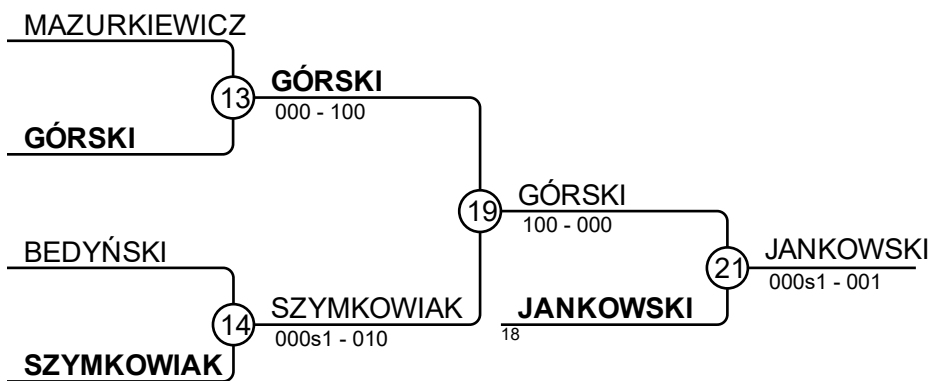 MAZURKIEWICZ
13
GÓRSKI
000 - 100
GÓRSKI
19
GÓRSKI
100 - 000
BEDYŃSKI
21
JANKOWSKI
000s1 - 001
14
SZYMKOWIAK
000s1 - 010
JANKOWSKI
18
SZYMKOWIAK